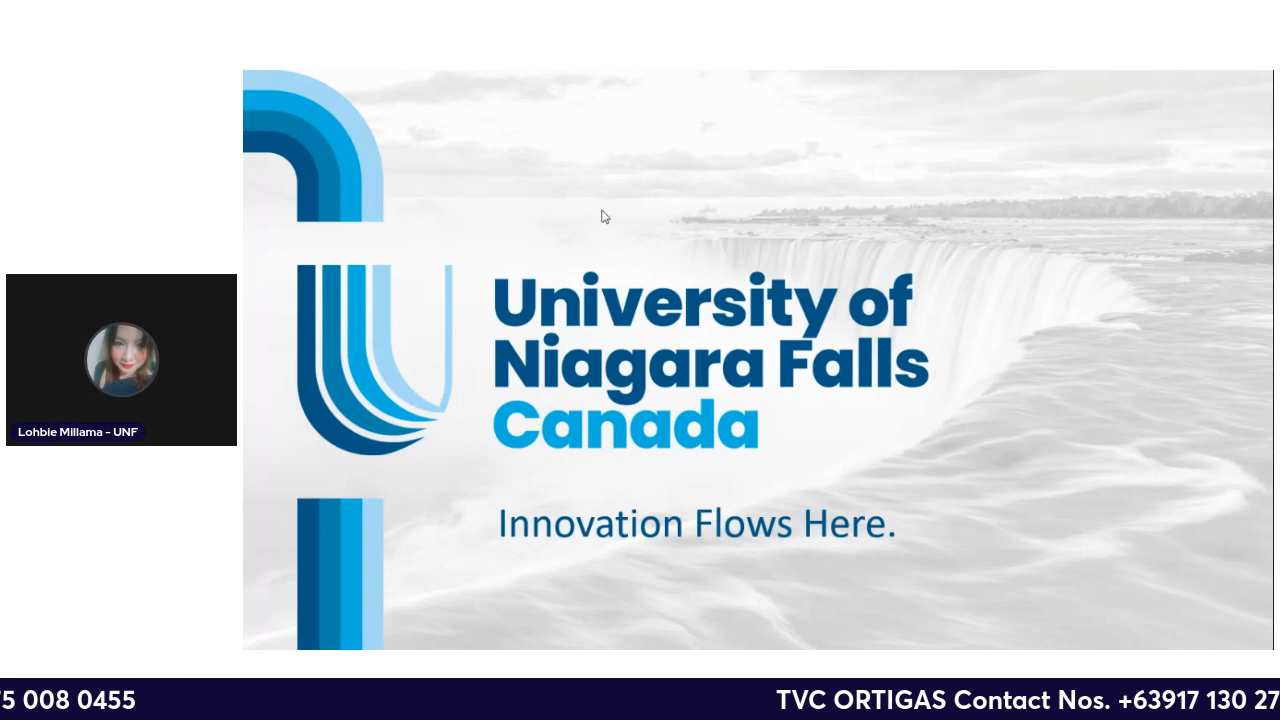 University of
Niagara Falls
Canada
Innovation Flows Here.
Lohbie Millama - UNF
5 008 0455
TVC ORTIGAS Contact Nos. +63917 130 27